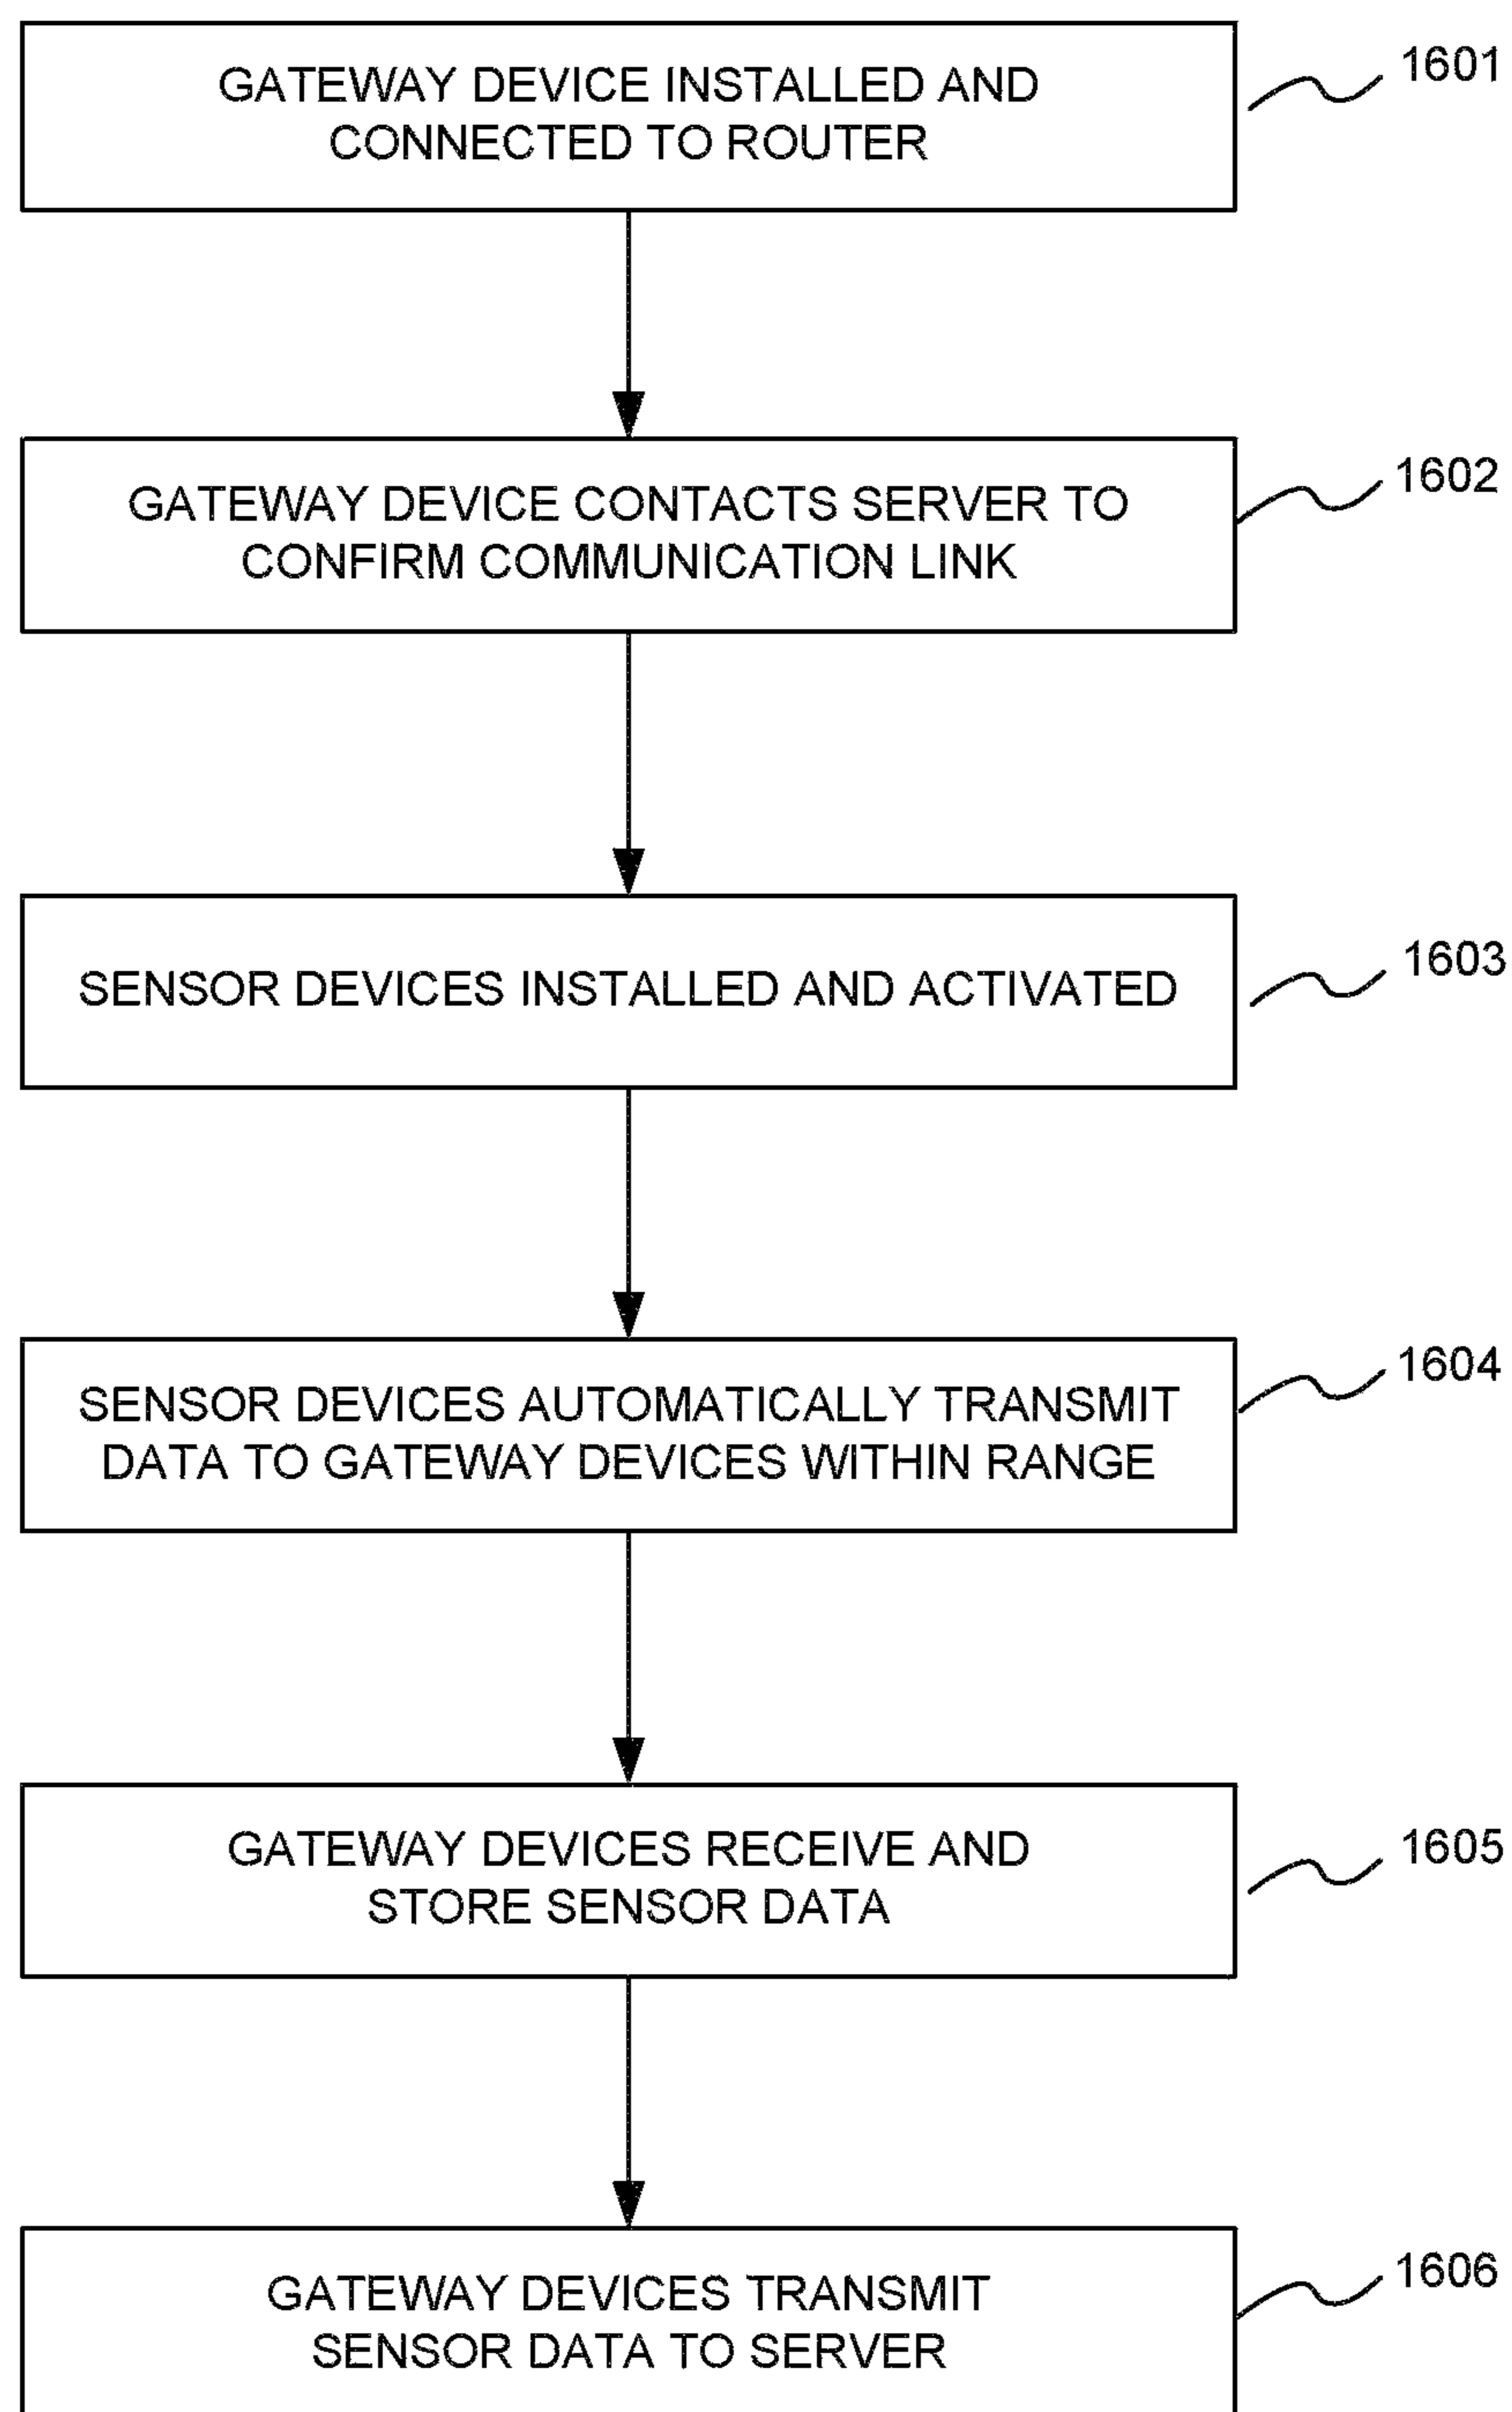 GATEWAY DEVICE INSTALLED AND
CONNECTED TO ROUTER
1601
GATEWAY DEVICE CONTACTS SERVER TO
CONFIRM COMMUNICATION LINK
1602
SENSOR DEVICES INSTALLED AND ACTIVATED
1603
SENSOR DEVICES AUTOMATICALLY TRANSMIT
DATA TO GATEWAY DEVICES WITHIN RANGE
1604
GATEWAY DEVICES RECEIVE AND
STORE SENSOR DATA
1605
GATEWAY DEVICES TRANSMIT
SENSOR DATA TO SERVER
1606